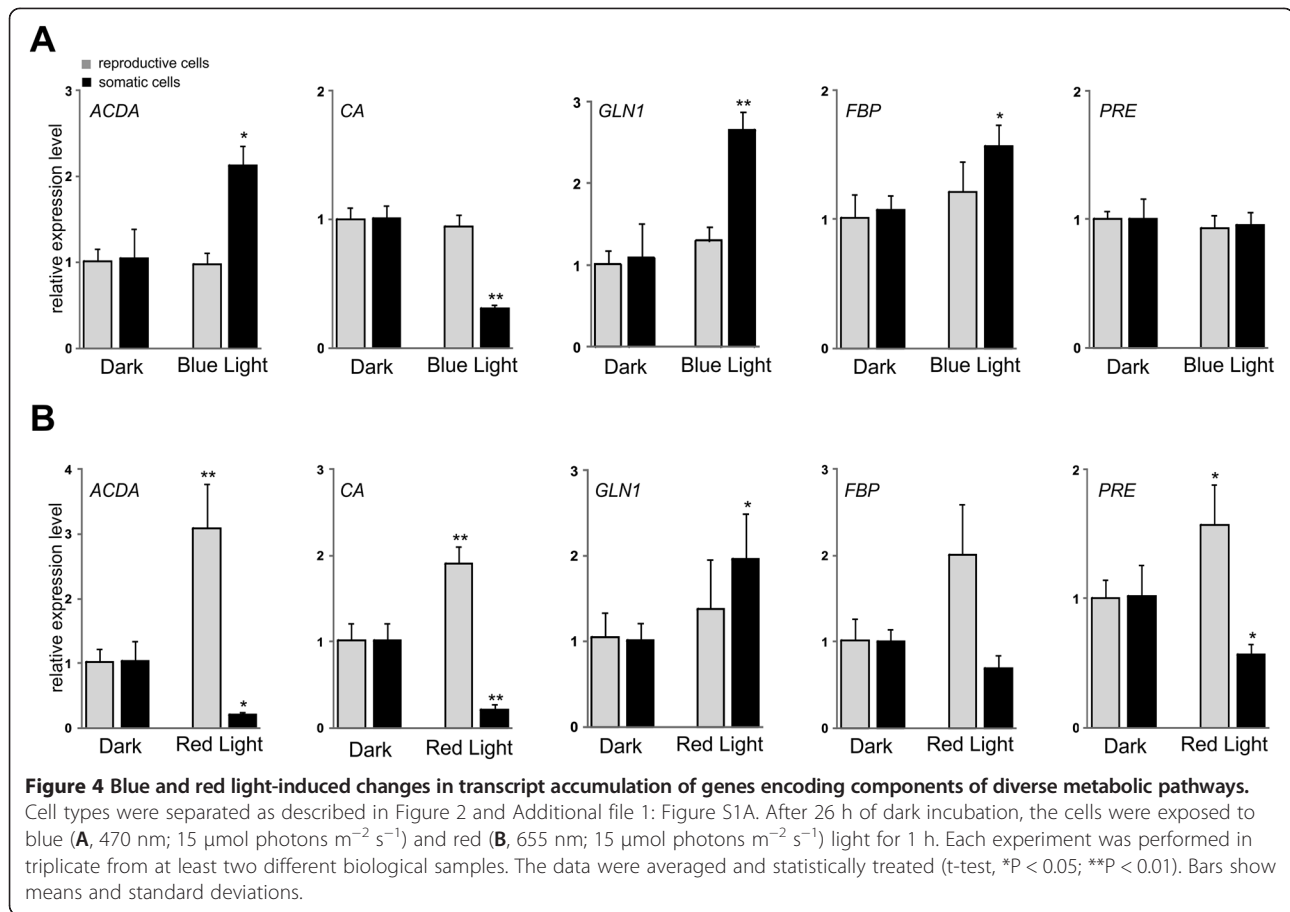 A
reproductive cells
somatic cells
relative expression level
ACDA
3
2
1
0
Dark Blue Light
*
CA
2
1
0
Dark Blue Light
**
GLN1
3
2
1
0
Dark Blue Light
**
FBP
2
1
0
Dark Blue Light
*
PRE
2
1
0
Dark Blue Light
B
relative expression level
ACDA
4
3
2
1
0
Dark Red Light
**
*
CA
3
2
1
0
Dark Red Light
**
**
GLN1
3
2
1
0
Dark Red Light
*
FBP
3
2
1
0
Dark Red Light
PRE
2
1
0
Dark Red Light
*
*
Figure 4 Blue and red light-induced changes in transcript accumulation of genes encoding components of diverse metabolic pathways.
Cell types were separated as described in Figure 2 and Additional file 1: Figure S1A. After 26 h of dark incubation, the cells were exposed to
blue (A, 470 nm; 15 μmol photons m⁻² s⁻¹) and red (B, 655 nm; 15 μmol photons m⁻² s⁻¹) light for 1 h. Each experiment was performed in
triplicate from at least two different biological samples. The data were averaged and statistically treated (t-test, *P < 0.05; **P < 0.01). Bars show
means and standard deviations.